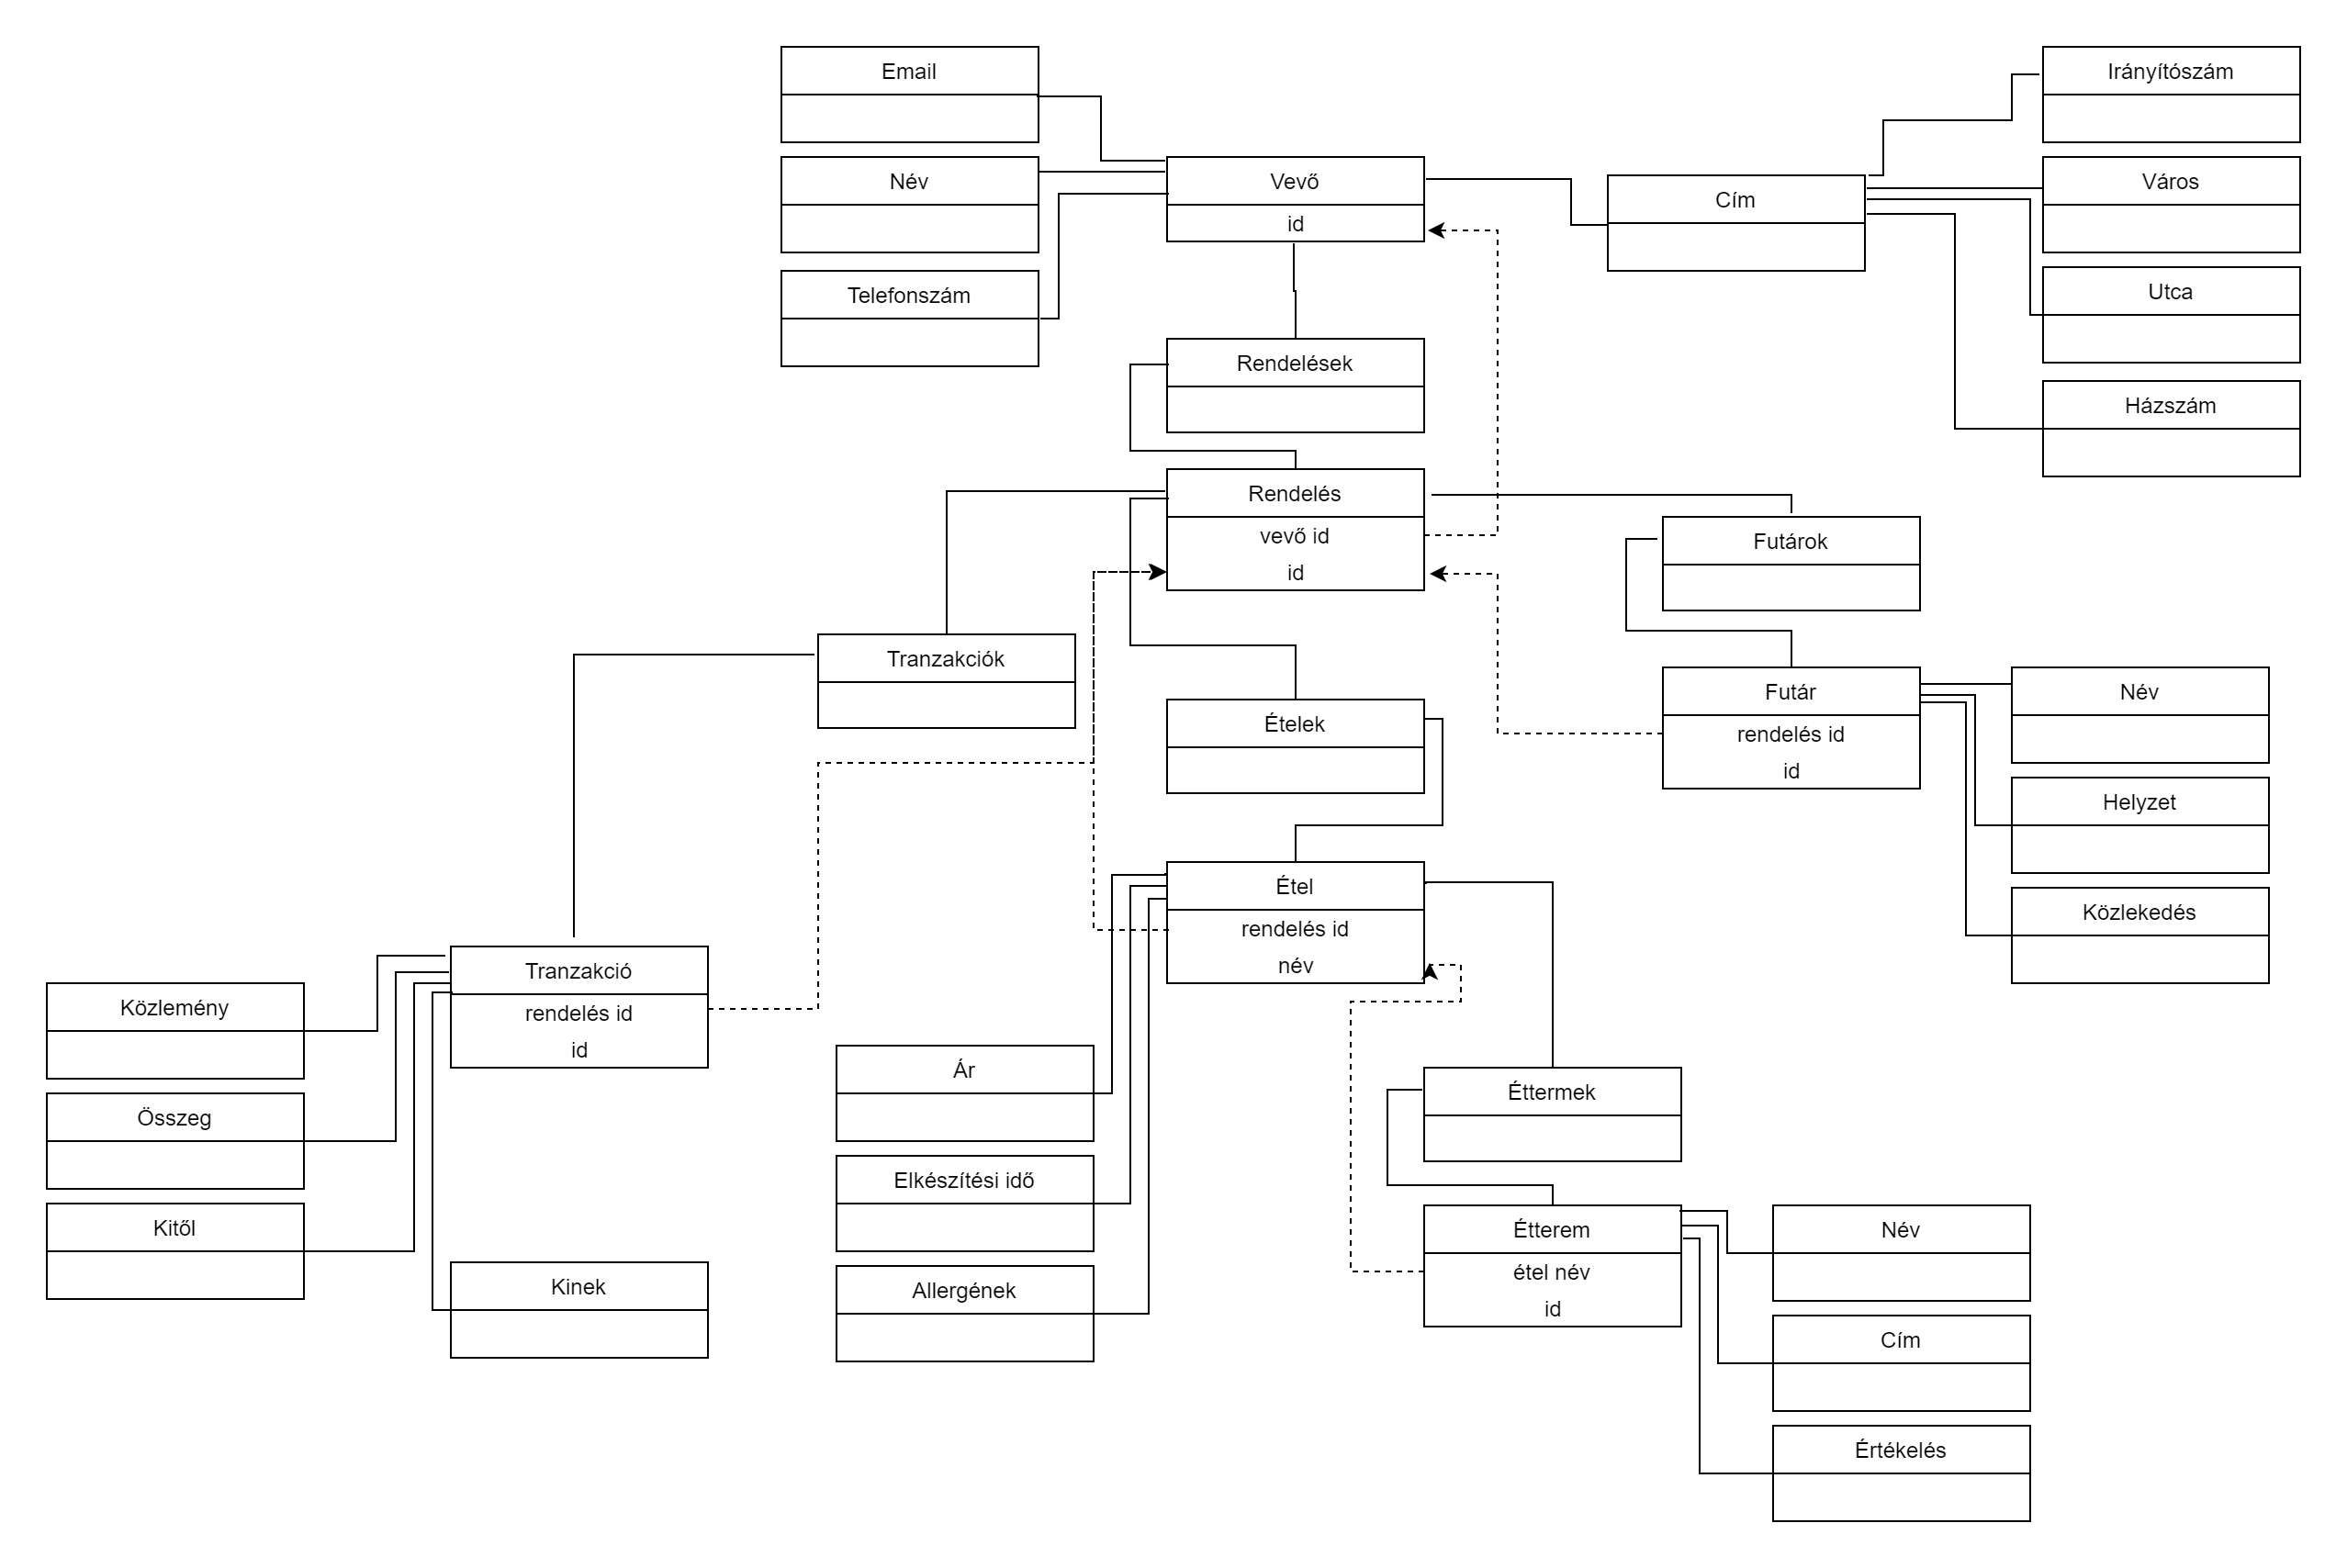 Email
Irányítószám
Név
Vevő
id
Város
Cím
Telefonszám
Utca
Rendelések
Házszám
Rendelés
vevő id
id
Futárok
Tranzakciók
Ételek
Futár
rendelés id
id
Név
Helyzet
Étel
rendelés id
név
Közlekedés
Tranzakció
rendelés id
id
Közlemény
Ár
Éttermek
Összeg
Elkészítési idő
Kitől
Étterem
étel név
id
Név
Kinek
Allergének
Cím
Értékelés